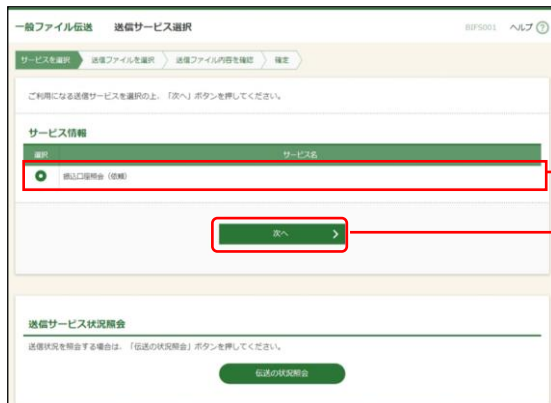 一般ファイル伝送 送信サービス選択 BIFS001 ヘルプ ?
サービスを選択 送信ファイルを選択 送信ファイル内容を確認 確定
ご利用になる送信サービスを選択の上、「次へ」ボタンを押してください。
サービス情報
選択 サービス名
振込口座照会（依頼）
次へ
送信サービス状況照会
送信状況を照会する場合は、「伝送の状況照会」ボタンを押してください。
伝送の状況照会